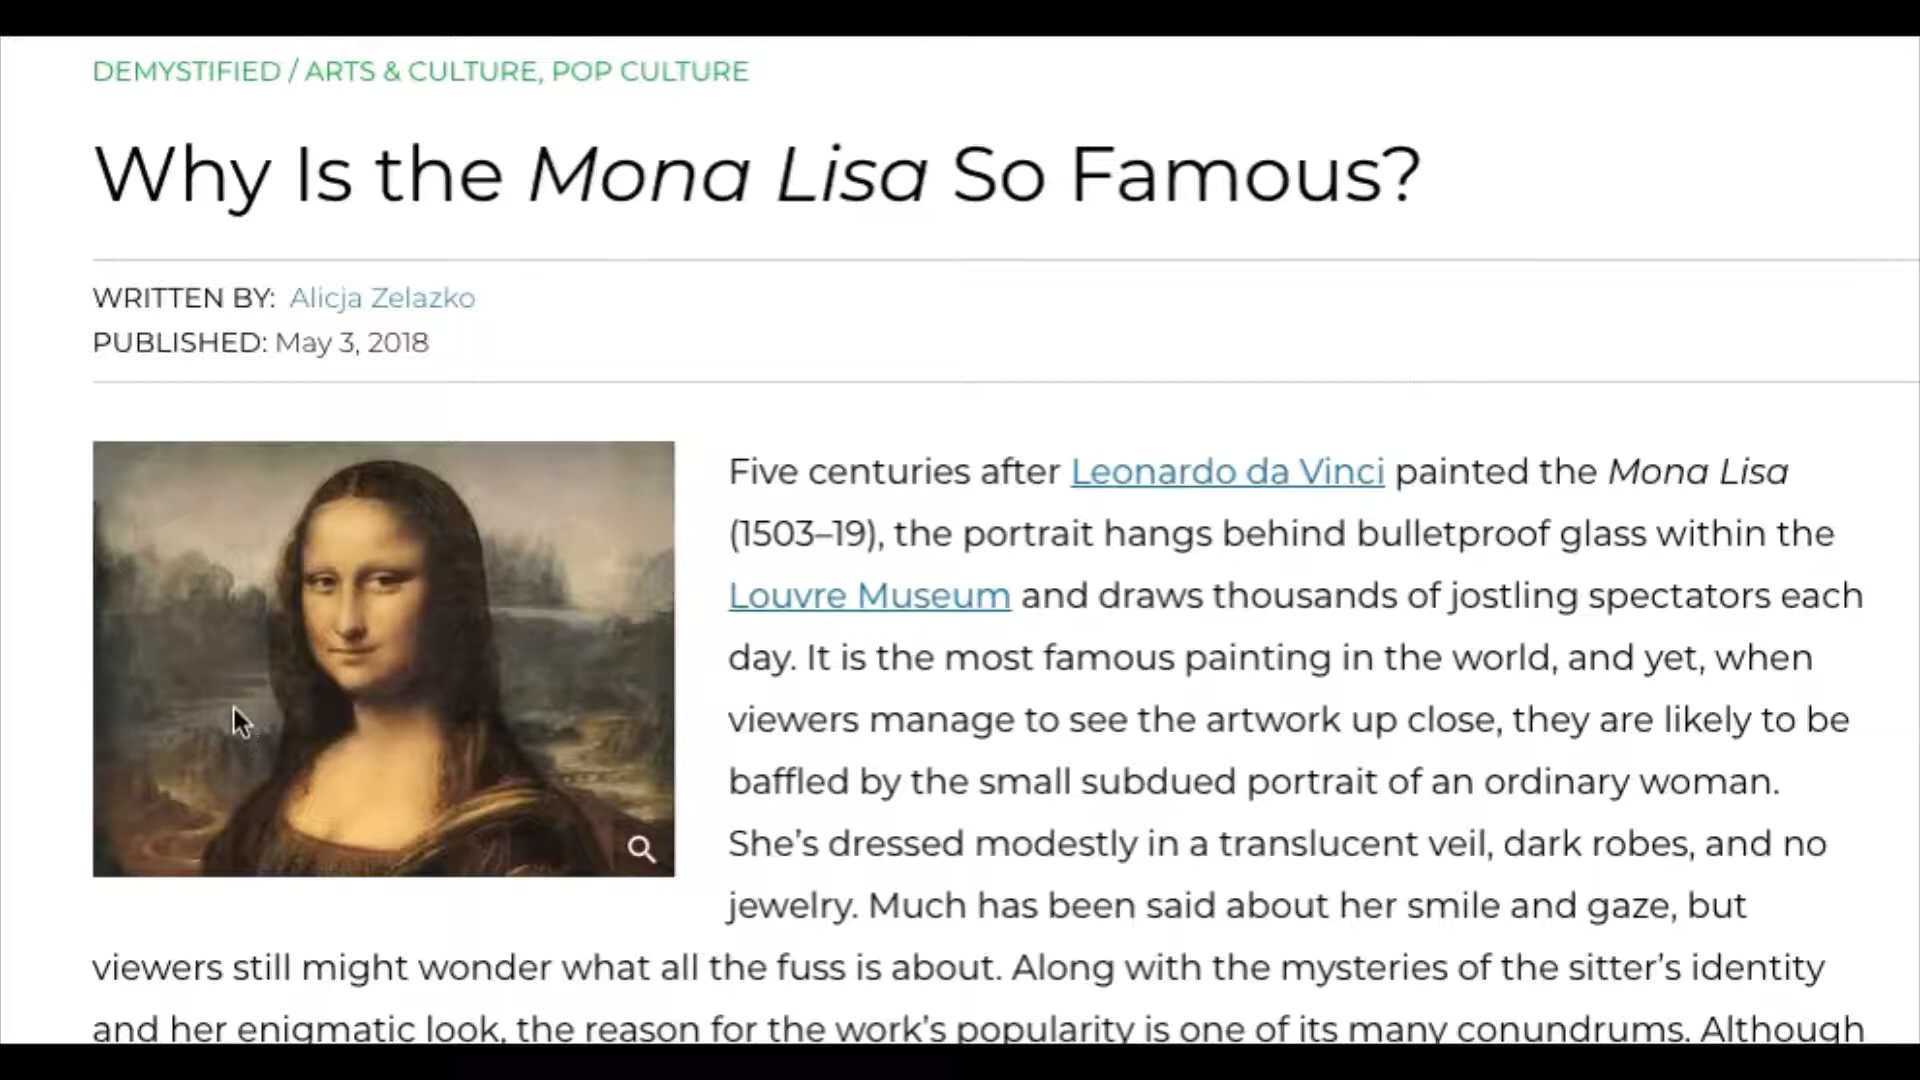 DEMYSTIFIED / ARTS & CULTURE, POP CULTURE
Why Is the Mona Lisa So Famous?
WRITTEN BY: Alicja Zelazko
PUBLISHED: May 3, 2018
Five centuries after Leonardo da Vinci painted the Mona Lisa
(1503–19), the portrait hangs behind bulletproof glass within the
Louvre Museum and draws thousands of jostling spectators each
day. It is the most famous painting in the world, and yet, when
viewers manage to see the artwork up close, they are likely to be
baffled by the small subdued portrait of an ordinary woman.
She’s dressed modestly in a translucent veil, dark robes, and no
jewelry. Much has been said about her smile and gaze, but
viewers still might wonder what all the fuss is about. Along with the mysteries of the sitter’s identity
and her enigmatic look, the reason for the work’s popularity is one of its many conundrums. Although